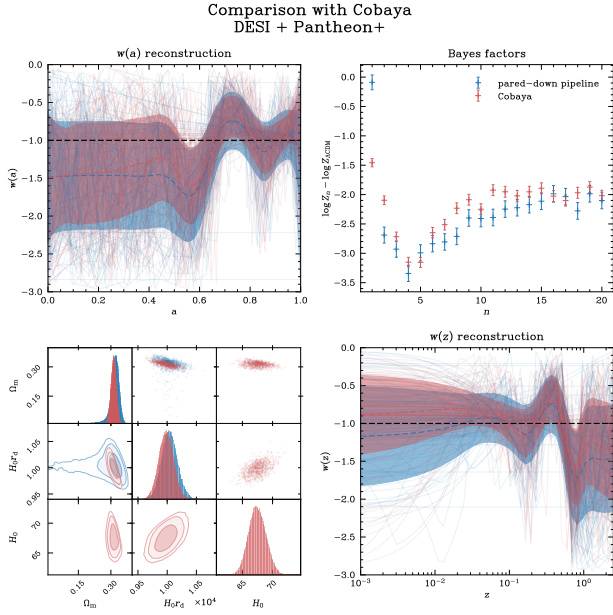 Comparison with Cobaya
DESI + Pantheon+
w(a) reconstruction
−0.0
−0.5
−1.0
−1.5
−2.0
−2.5
−3.0
w(a)
0.0 0.2 0.4 0.6 0.8 1.0
a
Bayes factors
pared−down pipeline
Cobaya
0.0
−0.5
−1.0
−1.5
−2.0
−2.5
−3.0
−3.5
log Z_n − log Z_ΛCDM
5 10 15 20
n
0.30
0.15
Ω_m
1.05
1.00
0.95
H_0 r_d
70
65
H_0
0.15 0.30
Ω_m
0.95 1.00 1.05
×10^4
H_0 r_d
65 70
H_0
w(z) reconstruction
−0.0
−0.5
−1.0
−1.5
−2.0
−2.5
−3.0
w(z)
10^−3 10^−2 10^−1 10^0
z